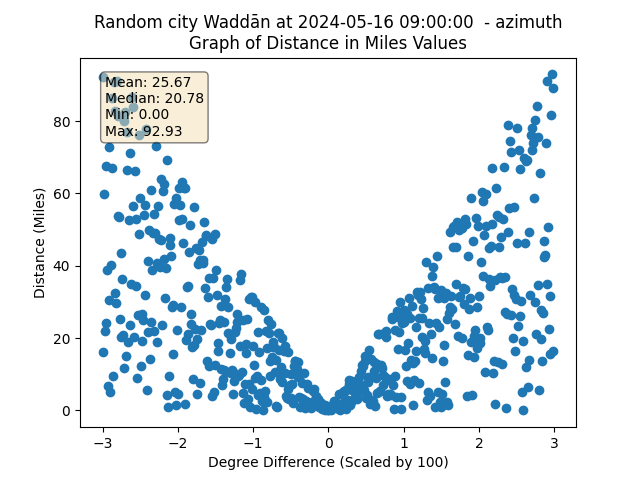 Random city Waddān at 2024-05-16 09:00:00  - azimuth
Graph of Distance in Miles Values
Mean: 25.67
Median: 20.78
Min: 0.00
Max: 92.93
Distance (Miles)
80
60
40
20
0
−3 −2 −1 0 1 2 3
Degree Difference (Scaled by 100)